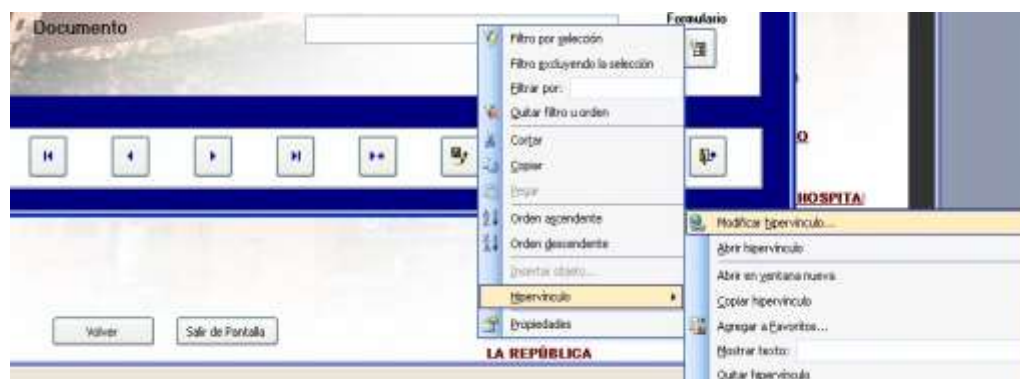 Documento
Formulario
Filtro por selección
Filtro excluyendo la selección
Filtrar por:
Quitar filtro u orden
Cortar
Copiar
Pegar
Orden ascendente
Orden descendente
Insertar objeto...
Hipervínculo
Propiedades
O
HOSPITA
Modificar hipervínculo...
Abrir hipervínculo
Abrir en ventana nueva
Copiar hipervínculo
Agregar a Favoritos...
Mostrar texto:
Quitar hipervínculo
Volver
Salir de Pantalla
LA REPÚBLICA